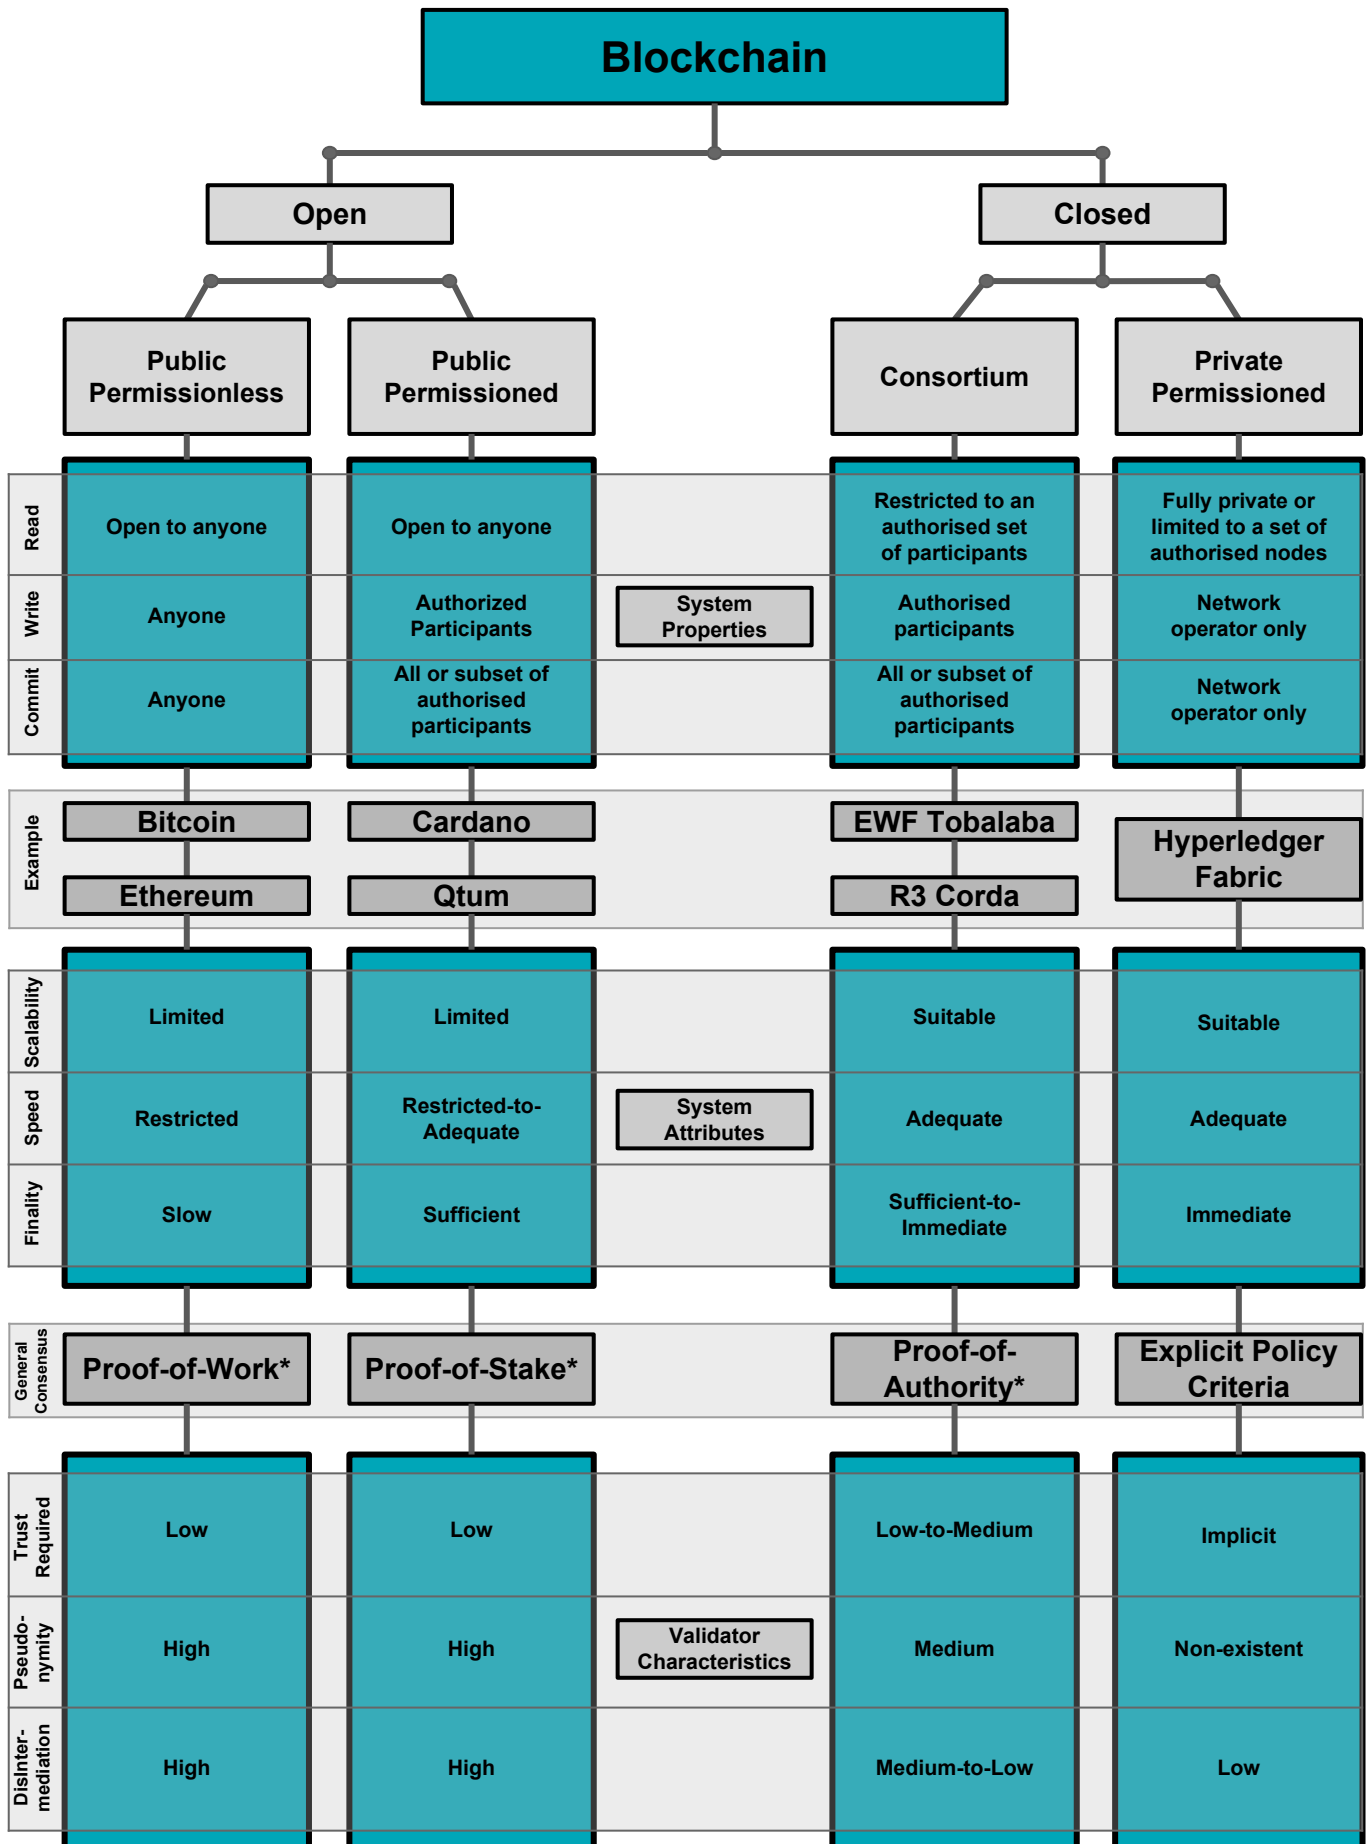 Blockchain
Open
Closed
Public
Permissionless
Public
Permissioned
Consortium
Private
Permissioned
Read
Open to anyone
Open to anyone
Restricted to an
authorised set
of participants
Fully private or
limited to a set of
authorised nodes
Write
Anyone
Authorized
Participants
System
Properties
Authorised
participants
Network
operator only
Commit
Anyone
All or subset of
authorised
participants
All or subset of
authorised
participants
Network
operator only
Example
Bitcoin
Cardano
EWF Tobalaba
Hyperledger
Fabric
Ethereum
Qtum
R3 Corda
Scalability
Limited
Limited
Suitable
Suitable
Speed
Restricted
Restricted-to-
Adequate
System
Attributes
Adequate
Adequate
Finality
Slow
Sufficient
Sufficient-to-
Immediate
Immediate
General
Consensus
Proof-of-Work*
Proof-of-Stake*
Proof-of-
Authority*
Explicit Policy
Criteria
Trust
Required
Low
Low
Low-to-Medium
Implicit
Pseudo-
nymity
High
High
Validator
Characteristics
Medium
Non-existent
DisInter-
mediation
High
High
Medium-to-Low
Low